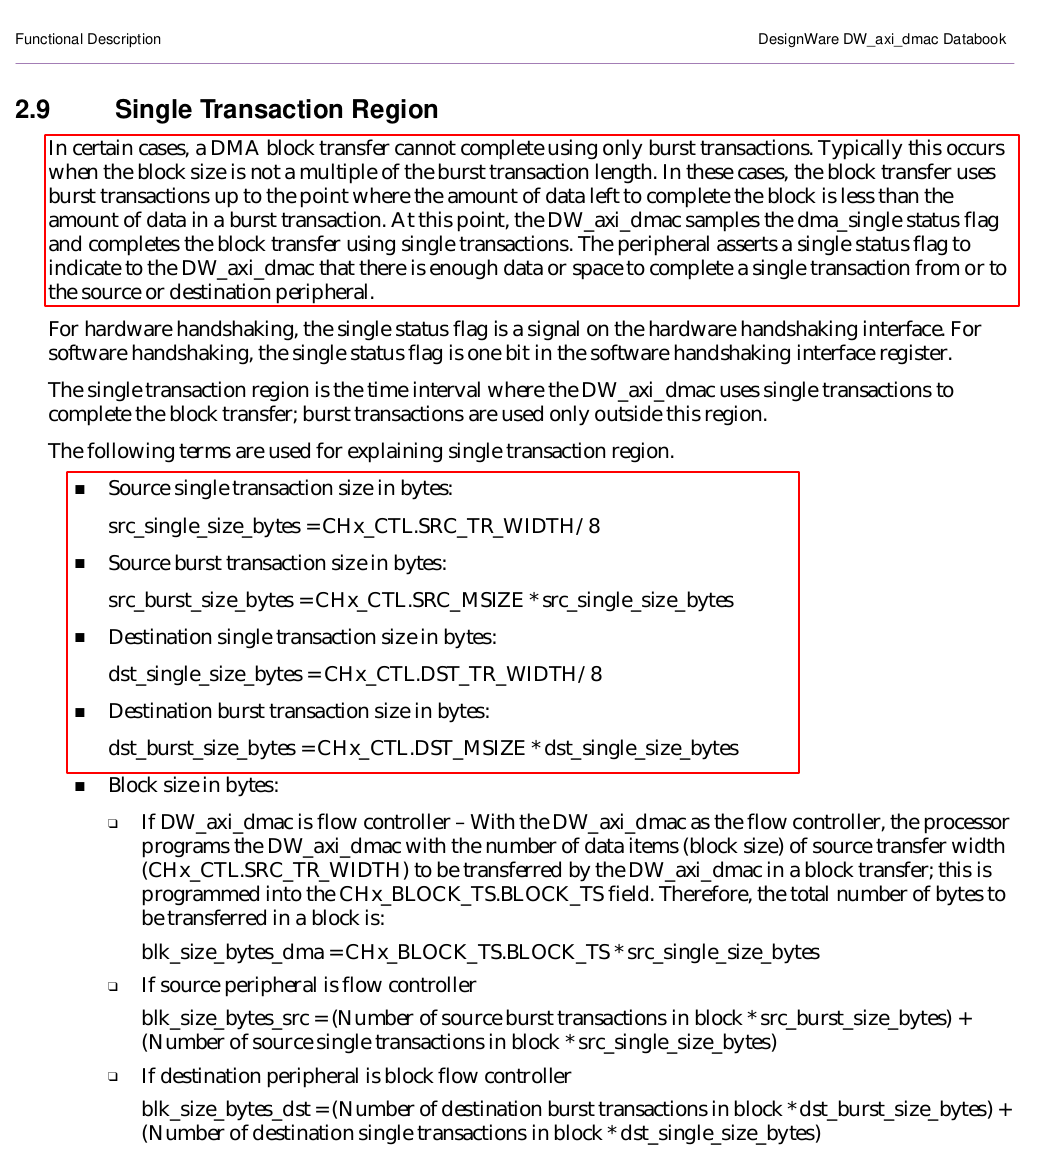 Functional Description
DesignWare DW_axi_dmac Databook
2.9 Single Transaction Region
In certain cases, a DMA block transfer cannot complete using only burst transactions. Typically this occurs
when the block size is not a multiple of the burst transaction length. In these cases, the block transfer uses
burst transactions up to the point where the amount of data left to complete the block is less than the
amount of data in a burst transaction. At this point, the DW_axi_dmac samples the dma_single status flag
and completes the block transfer using single transactions. The peripheral asserts a single status flag to
indicate to the DW_axi_dmac that there is enough data or space to complete a single transaction from or to
the source or destination peripheral.
For hardware handshaking, the single status flag is a signal on the hardware handshaking interface. For
software handshaking, the single status flag is one bit in the software handshaking interface register.
The single transaction region is the time interval where the DW_axi_dmac uses single transactions to
complete the block transfer; burst transactions are used only outside this region.
The following terms are used for explaining single transaction region.
■ Source single transaction size in bytes:
src_single_size_bytes = CHx_CTL.SRC_TR_WIDTH/8
■ Source burst transaction size in bytes:
src_burst_size_bytes = CHx_CTL.SRC_MSIZE * src_single_size_bytes
■ Destination single transaction size in bytes:
dst_single_size_bytes = CHx_CTL.DST_TR_WIDTH/8
■ Destination burst transaction size in bytes:
dst_burst_size_bytes = CHx_CTL.DST_MSIZE * dst_single_size_bytes
■ Block size in bytes:
❑ If DW_axi_dmac is flow controller – With the DW_axi_dmac as the flow controller, the processor
programs the DW_axi_dmac with the number of data items (block size) of source transfer width
(CHx_CTL.SRC_TR_WIDTH) to be transferred by the DW_axi_dmac in a block transfer; this is
programmed into the CHx_BLOCK_TS.BLOCK_TS field. Therefore, the total number of bytes to
be transferred in a block is:
blk_size_bytes_dma = CHx_BLOCK_TS.BLOCK_TS * src_single_size_bytes
❑ If source peripheral is flow controller
blk_size_bytes_src = (Number of source burst transactions in block * src_burst_size_bytes) +
(Number of source single transactions in block * src_single_size_bytes)
❑ If destination peripheral is block flow controller
blk_size_bytes_dst = (Number of destination burst transactions in block * dst_burst_size_bytes) +
(Number of destination single transactions in block * dst_single_size_bytes)